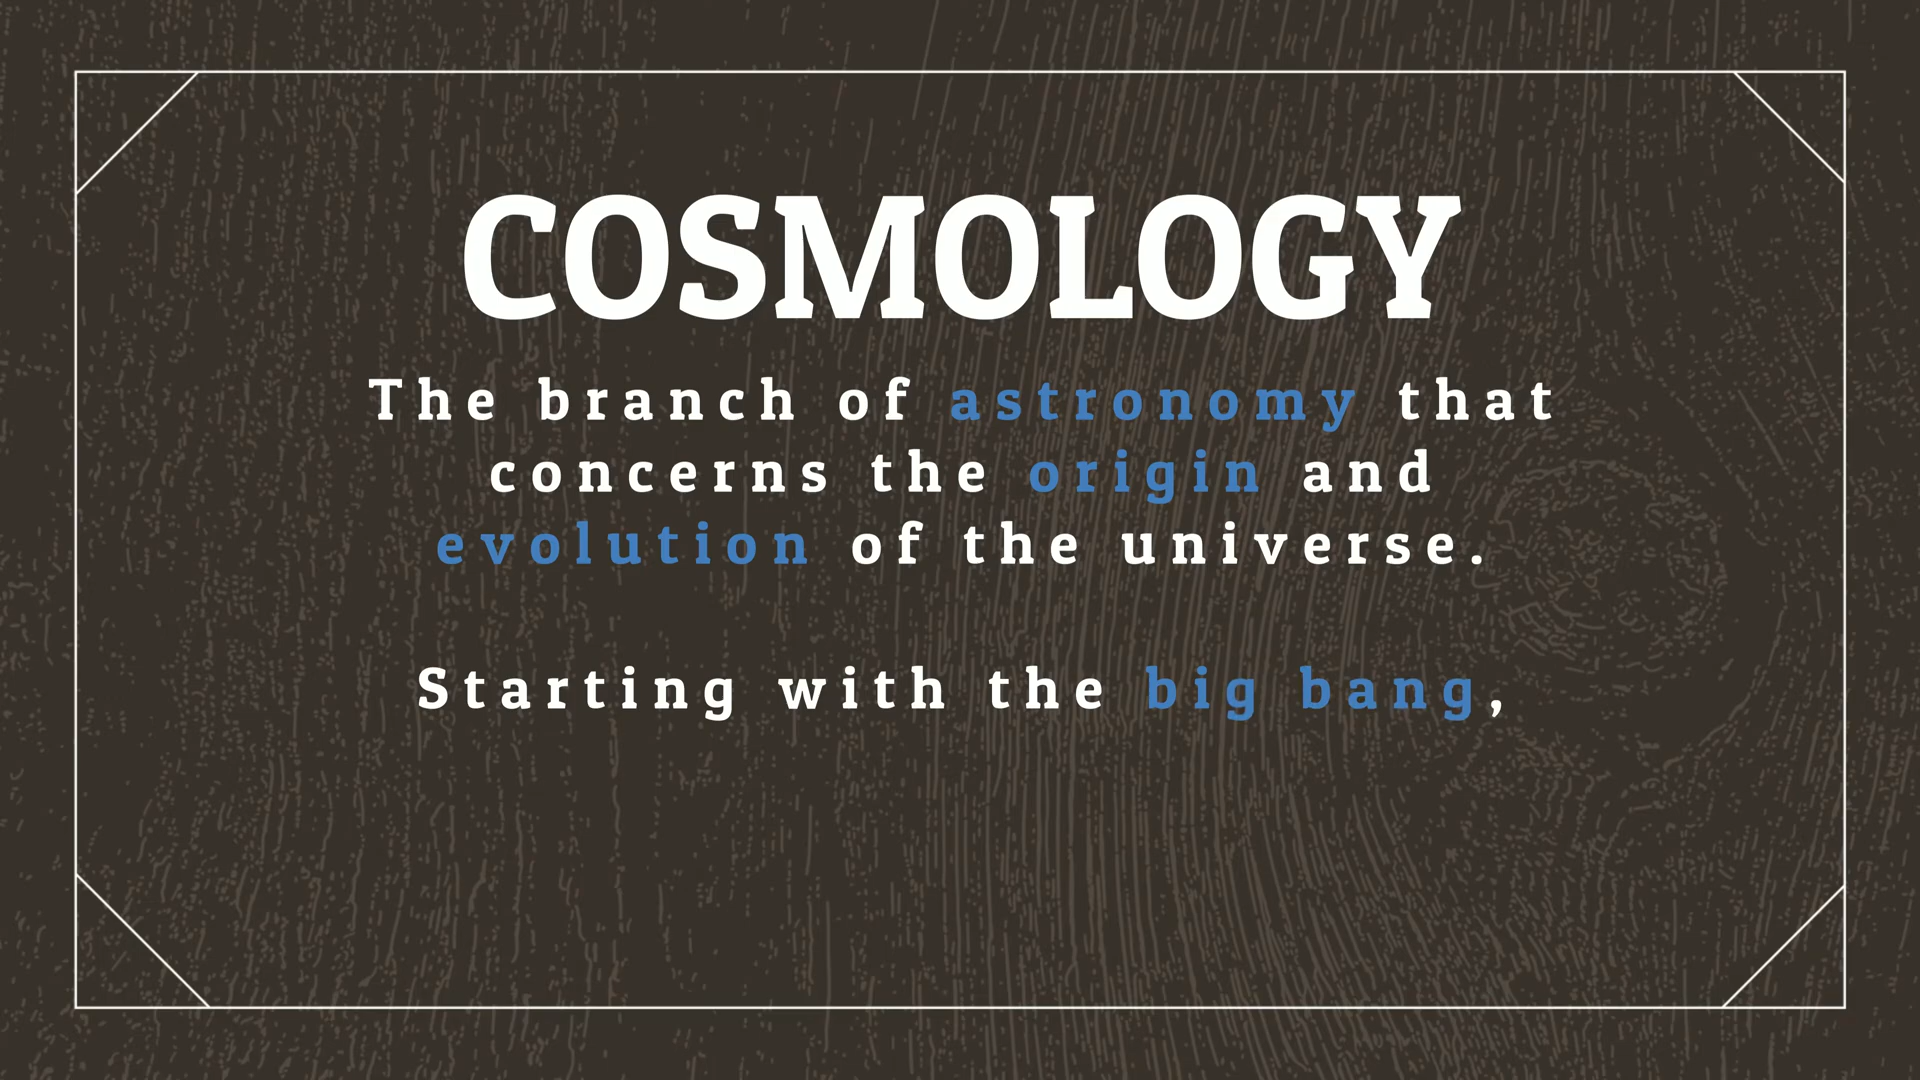 COSMOLOGY
The branch of astronomy that
concerns the origin and
evolution of the universe.
Starting with the big bang,